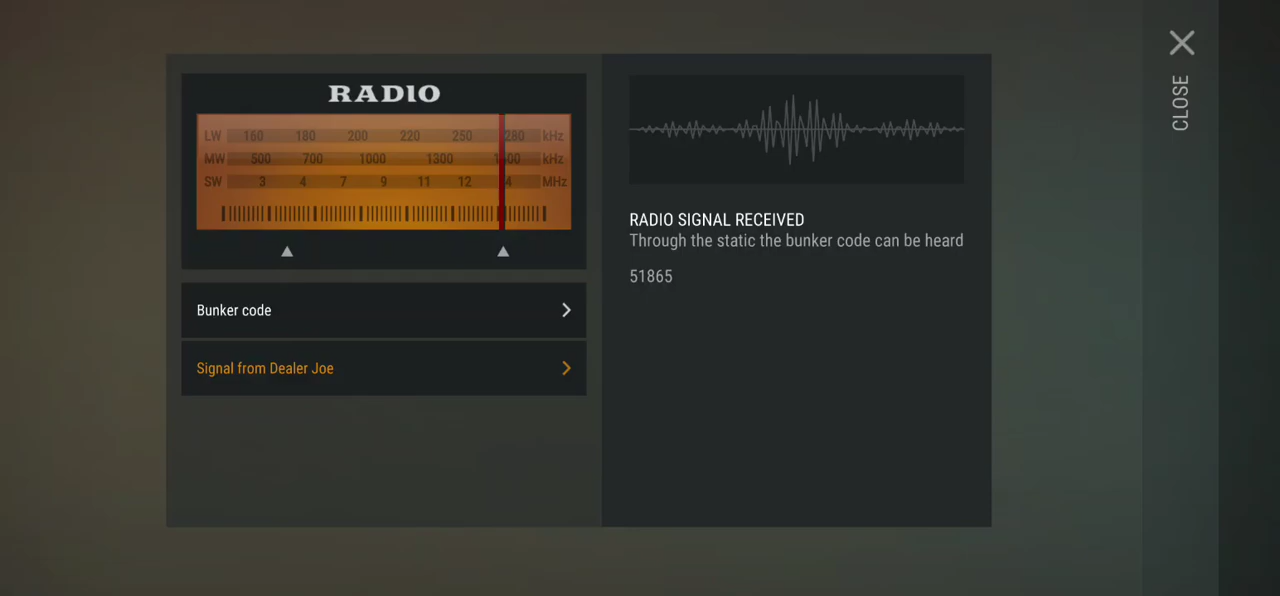 RADIO
LW 160 180 200 220 250 280 kHz
MW 500 700 1000 1300 kHz
SW 3 4 7 9 11 12 MHz
Bunker code
Signal from Dealer Joe
RADIO SIGNAL RECEIVED
Through the static the bunker code can be heard
51865
CLOSE